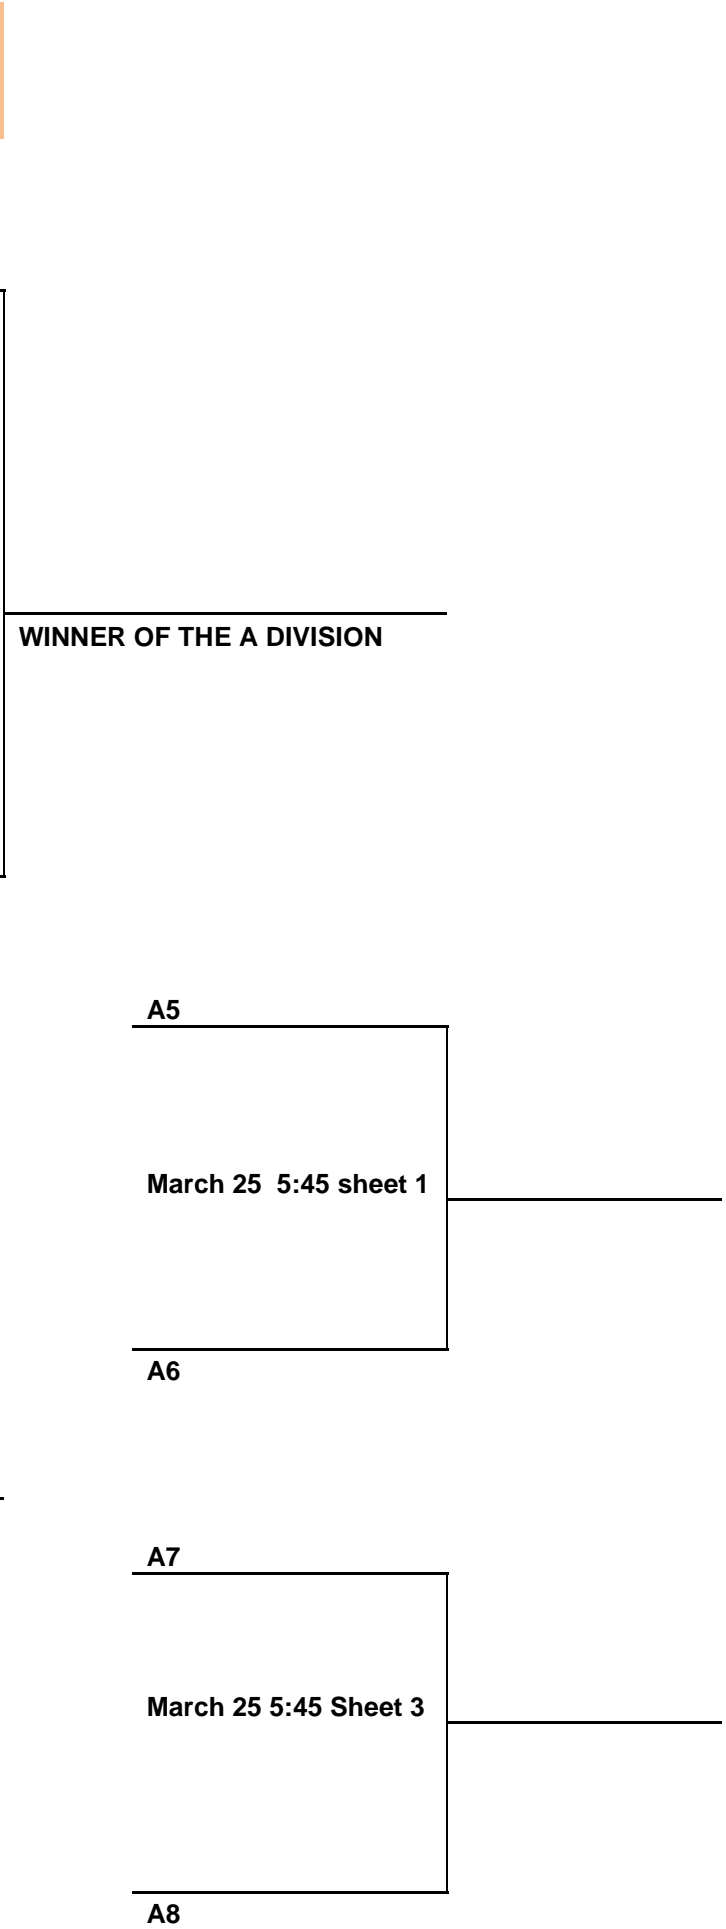 WINNER OF THE A DIVISION
A5
March 25  5:45 sheet 1
A6
A7
March 25 5:45 Sheet 3
A8